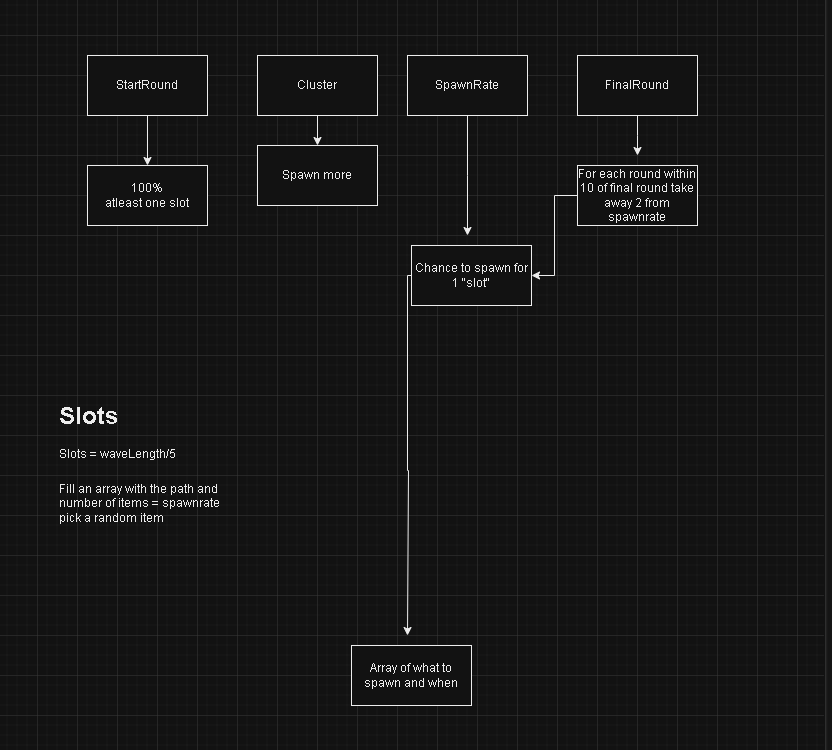 StartRound
Cluster
SpawnRate
FinalRound
100%
atleast one slot
Spawn more
For each round within
10 of final round take
away 2 from
spawnrate
Chance to spawn for
1 "slot"
Slots
Slots = waveLength/5
Fill an array with the path and
number of items = spawnrate
pick a random item
Array of what to
spawn and when